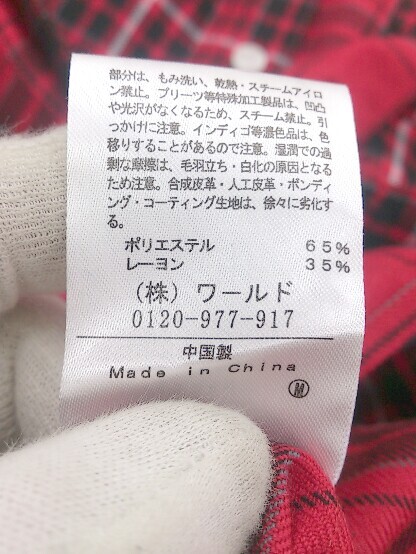 部分は、もみ洗い、乾熱・スチームアイロ
ン禁止。プリーツ等特殊加工製品は、凹凸
や光沢がなくなるため、スチーム禁止。引
っかけに注意。インディゴ等濃色品は、色
移りすることがあるので注意。湿潤での過
剰な摩擦は、毛羽立ち・白化の原因となる
ため注意。合成皮革・人工皮革・ボンディ
ング・コーティング生地は、徐々に劣化す
る。
ポリエステル 65%
レーヨン 35%
(株) ワールド
0120-977-917
中国製
Made in China
M